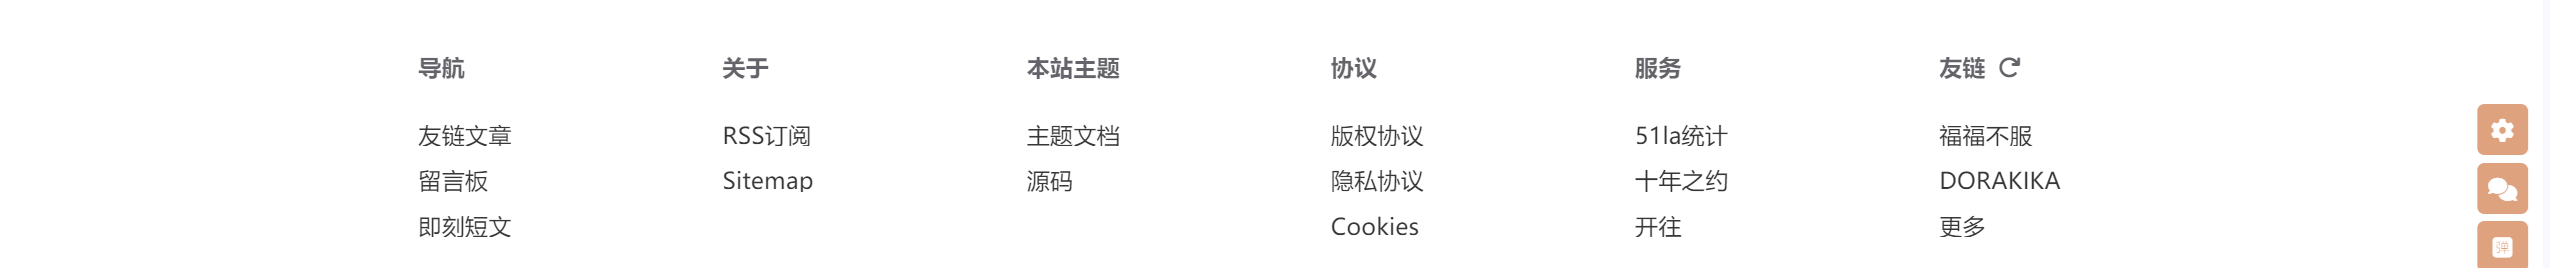 导航 关于 本站主题 协议 服务 友链
友链文章 RSS订阅 主题文档 版权协议 51la统计 福福不服
留言板 Sitemap 源码 隐私协议 十年之约 DORAKIKA
即刻短文 Cookies 开往 更多
弹